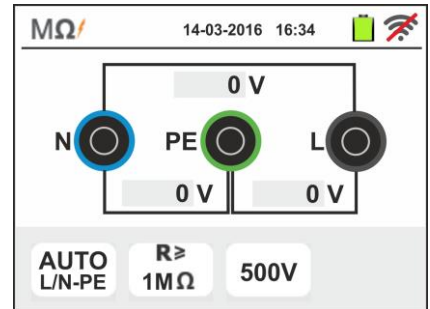 MΩ 14-03-2016 16:34
0 V
N PE L
0 V 0 V
AUTO R≥ 500V
L/N-PE 1MΩ